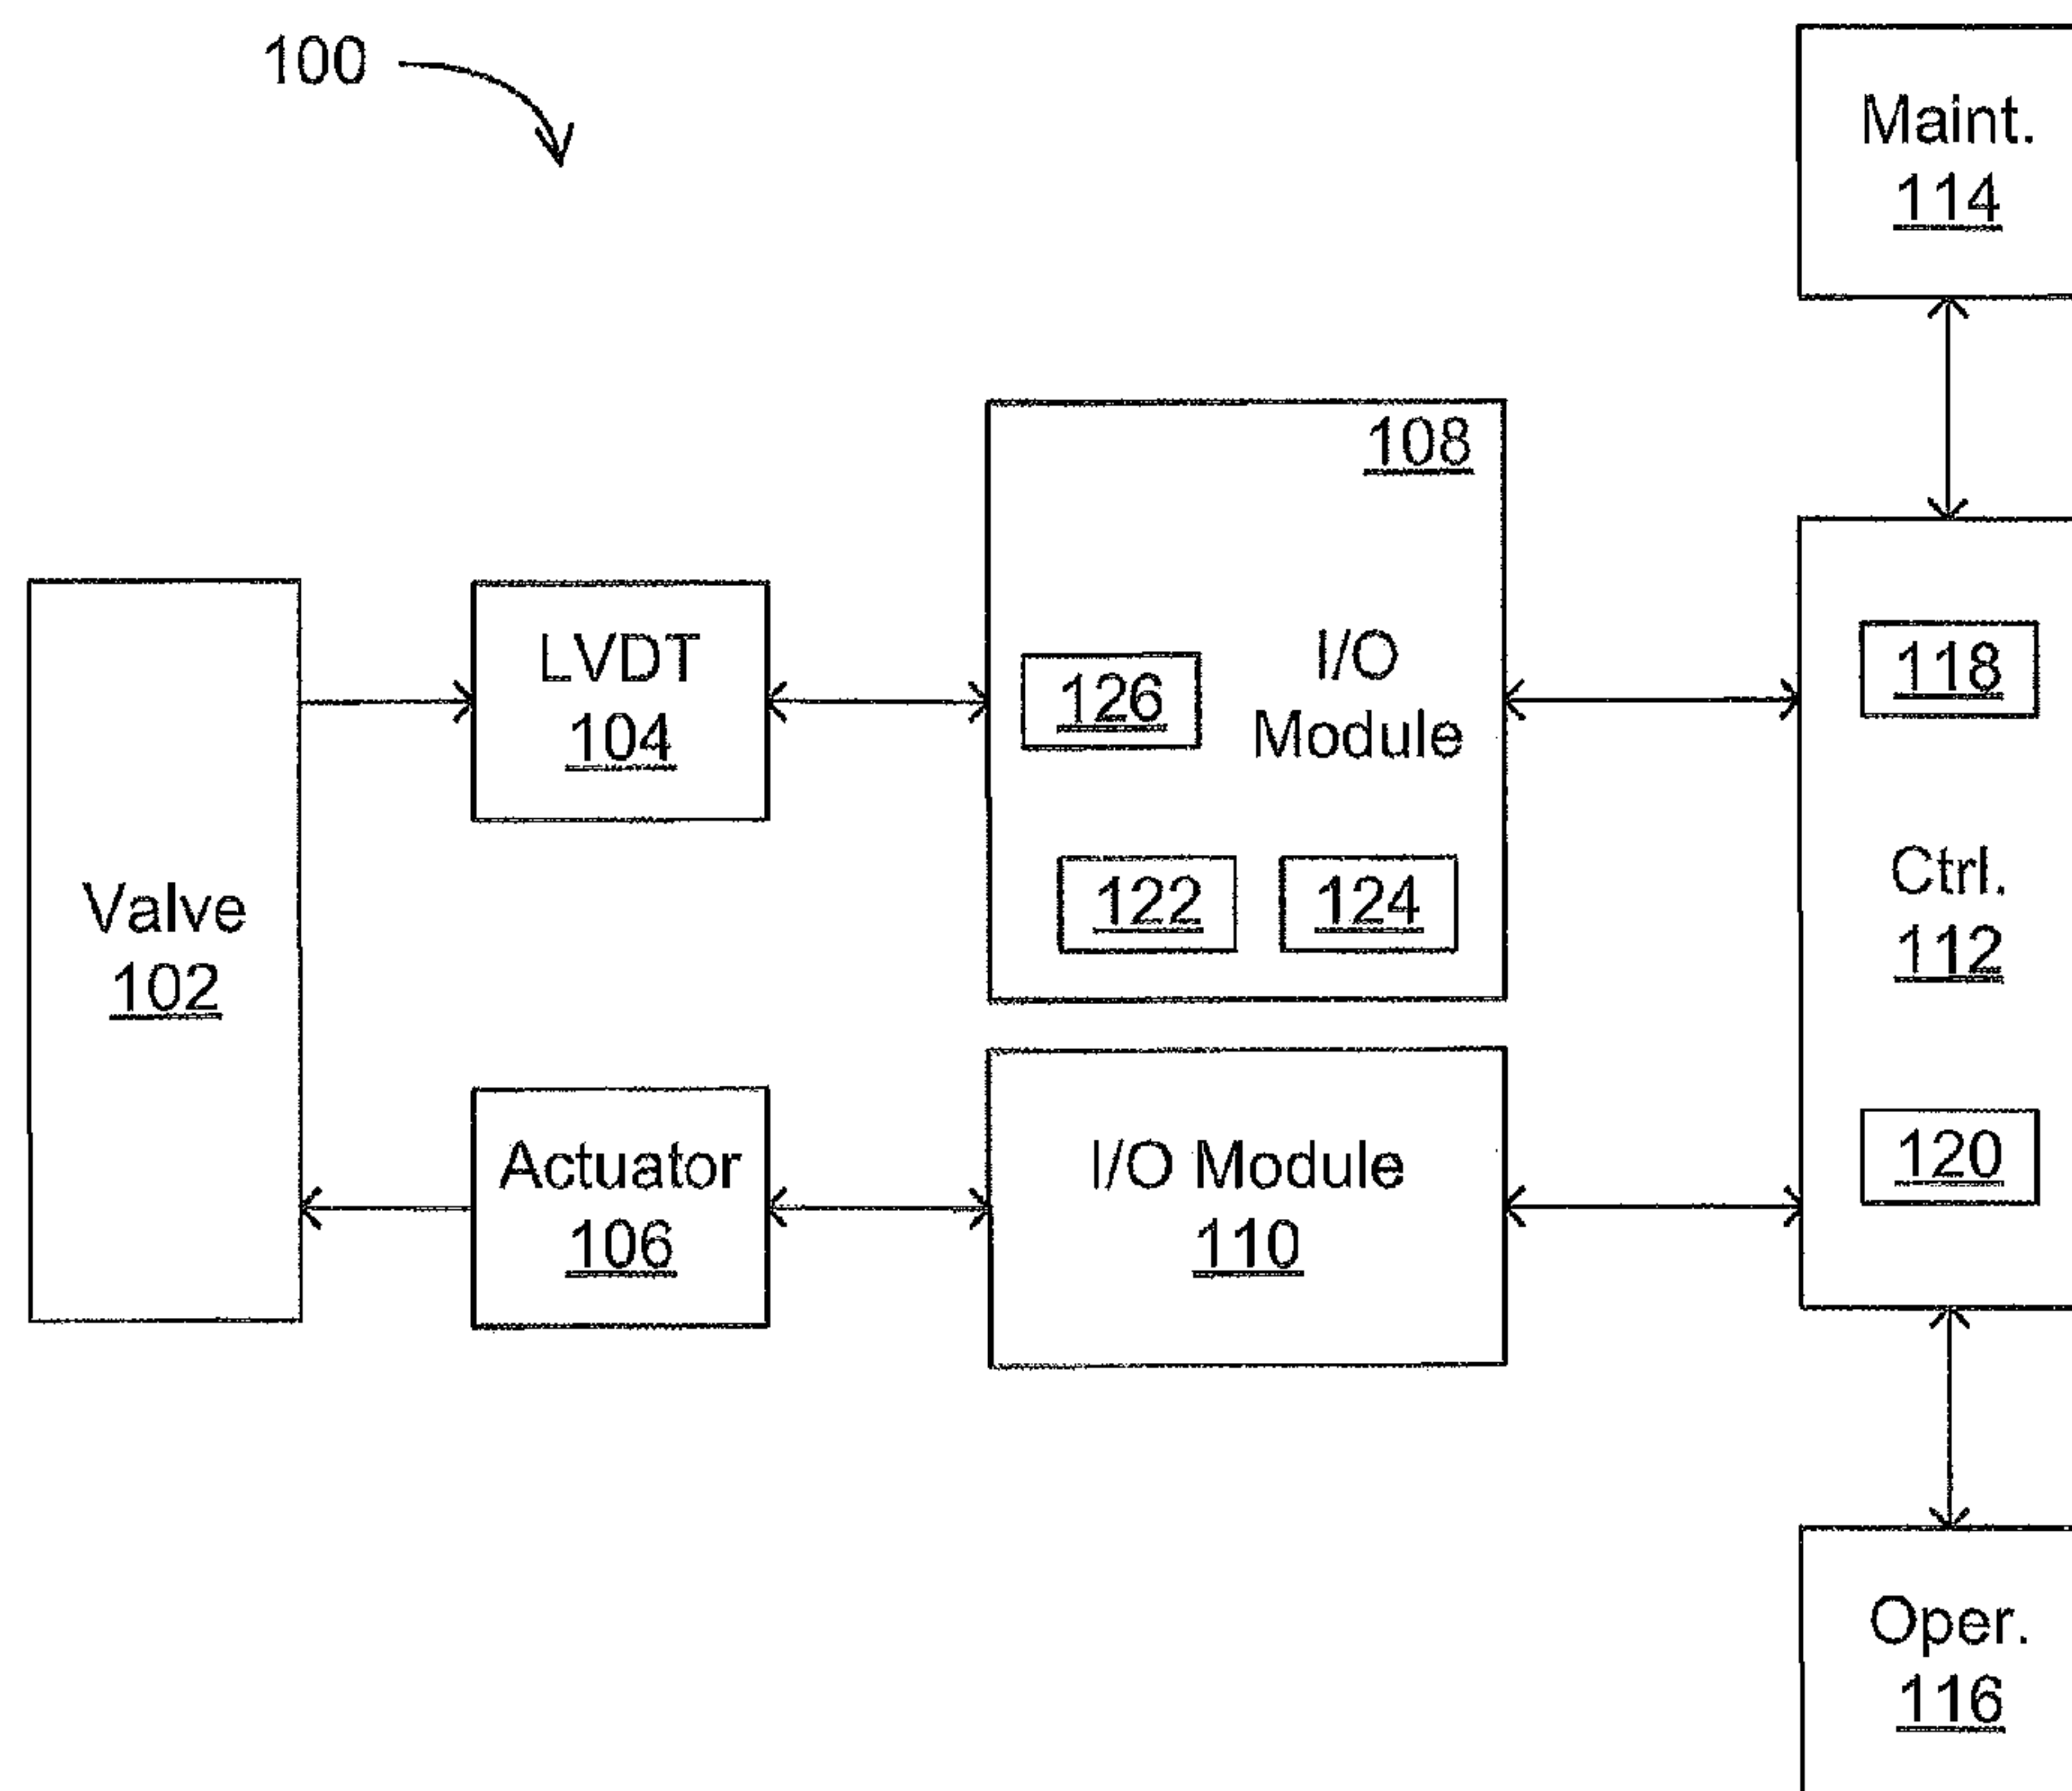 100
Maint.
114
108
LVDT
104
126
I/O
Module
118
Valve
102
122
124
Ctrl.
112
Actuator
106
I/O Module
110
120
Oper.
116